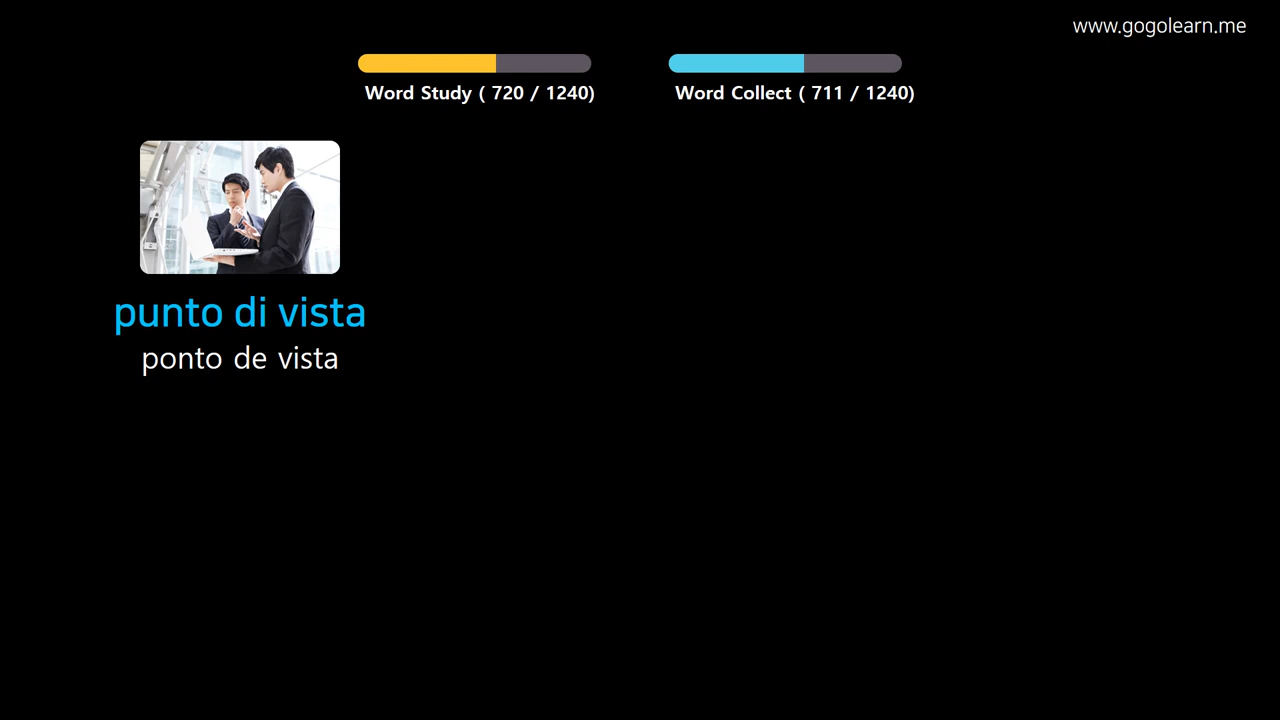 www.gogolearn.me
Word Study ( 720 / 1240)
Word Collect ( 711 / 1240)
punto di vista
ponto de vista